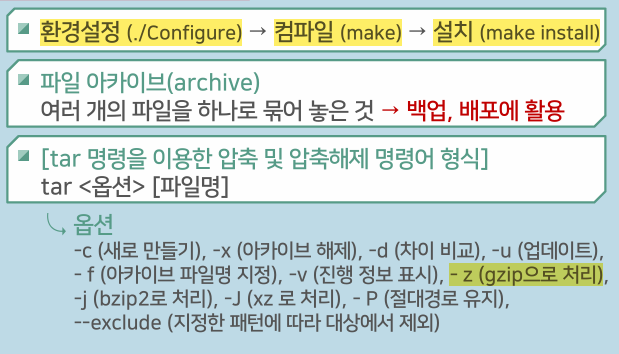 환경설정 (./Configure) → 컴파일 (make) → 설치 (make install)
파일 아카이브(archive)
여러 개의 파일을 하나로 묶어 놓은 것 → 백업, 배포에 활용
[tar 명령을 이용한 압축 및 압축해제 명령어 형식]
tar <옵션> [파일명]
옵션
-c (새로 만들기), -x (아카이브 해제), -d (차이 비교), -u (업데이트),
- f (아카이브 파일명 지정), -v (진행 정보 표시), - z (gzip으로 처리),
-j (bzip2로 처리), -J (xz 로 처리), - P (절대경로 유지),
--exclude (지정한 패턴에 따라 대상에서 제외)